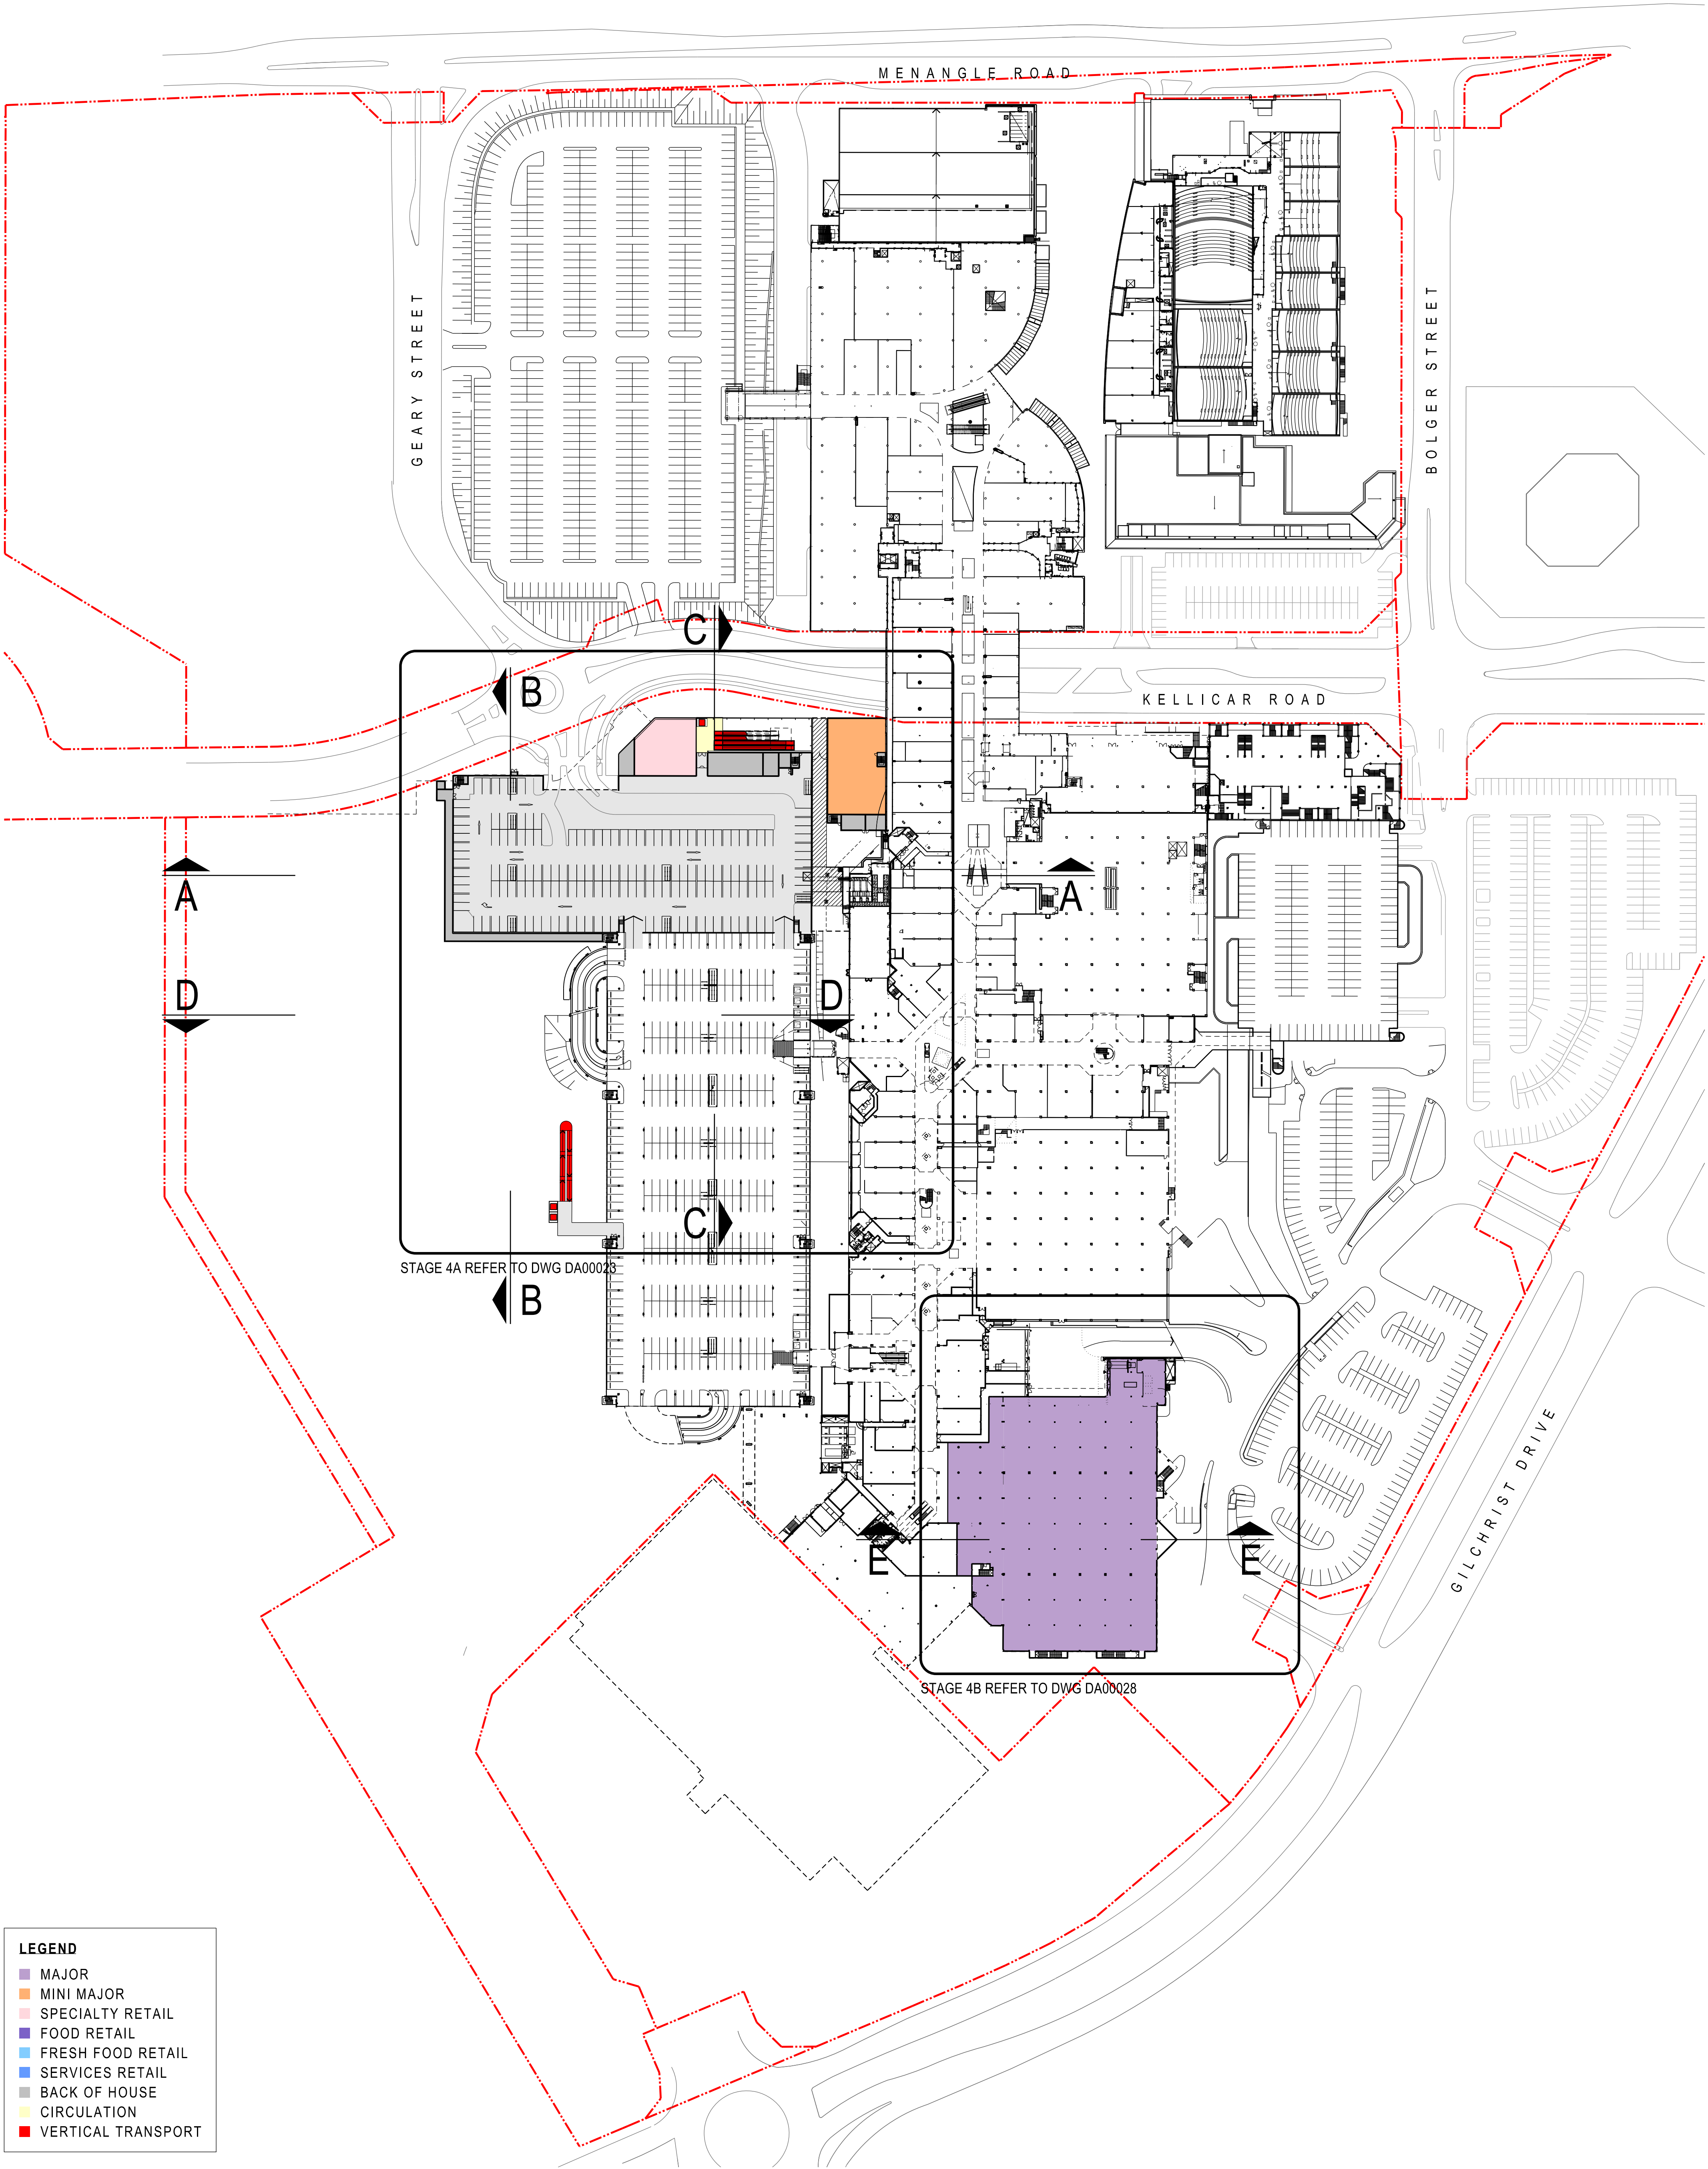 MENANGLE ROAD
GEARY STREET
BOLGER STREET
C
B
KELLICAR ROAD
A
A
D
D
C
STAGE 4A REFER TO DWG DA00023
B
E
E
GILCHRIST DRIVE
STAGE 4B REFER TO DWG DA00028
LEGEND
MAJOR
MINI MAJOR
SPECIALTY RETAIL
FOOD RETAIL
FRESH FOOD RETAIL
SERVICES RETAIL
BACK OF HOUSE
CIRCULATION
VERTICAL TRANSPORT